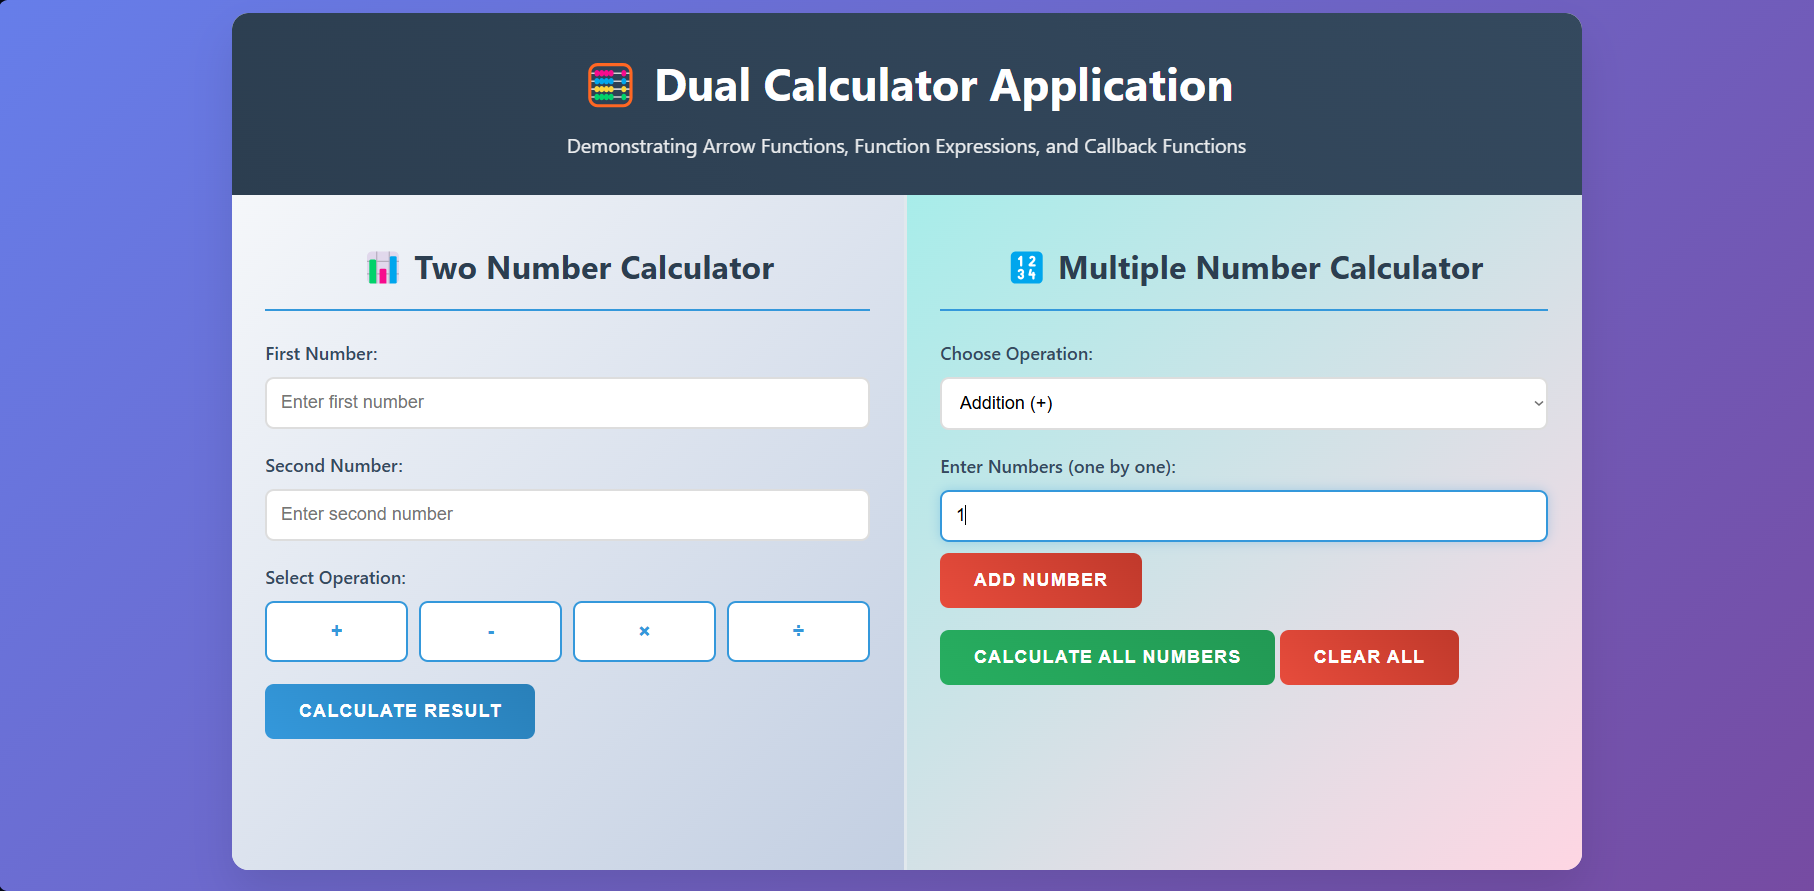 🧮 Dual Calculator Application
Demonstrating Arrow Functions, Function Expressions, and Callback Functions
📊 Two Number Calculator
First Number:
Enter first number
Second Number:
Enter second number
Select Operation:
+ - × ÷
CALCULATE RESULT
🔢 Multiple Number Calculator
Choose Operation:
Addition (+)
Enter Numbers (one by one):
1
ADD NUMBER
CALCULATE ALL NUMBERS CLEAR ALL